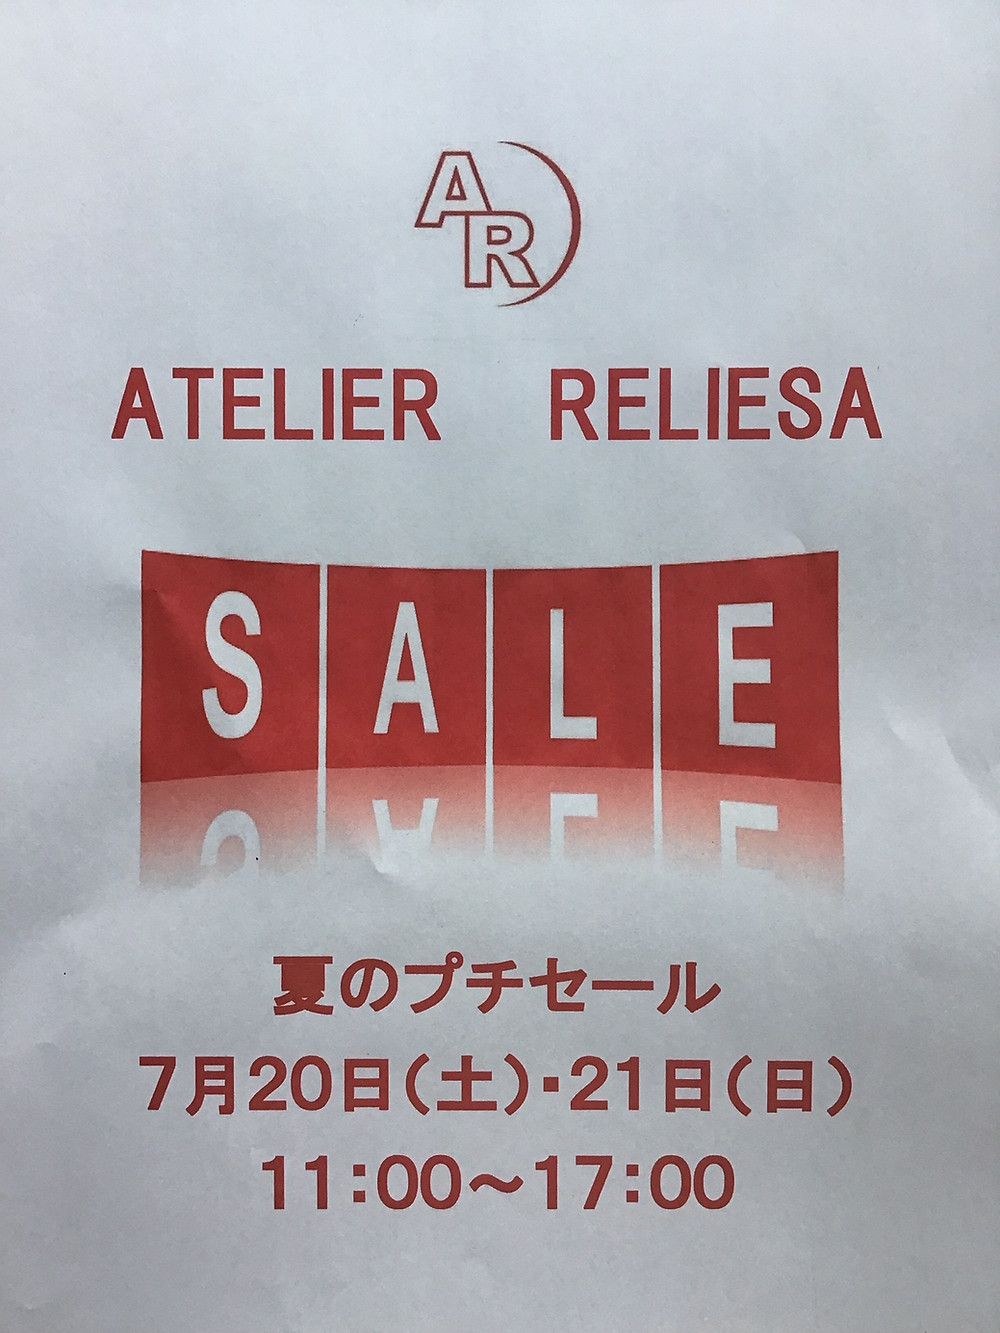 AR
ATELIER RELIESA
SALE
夏のプチセール
7月20日(土)・21日(日)
11:00～17:00